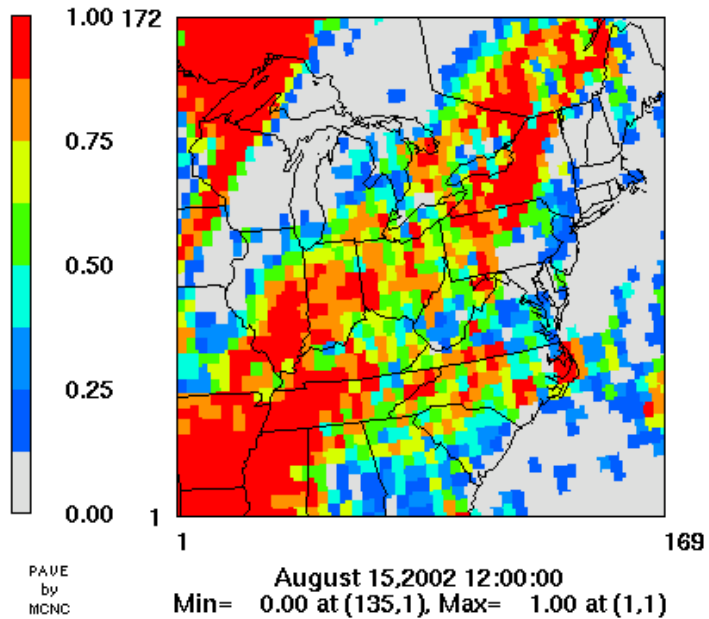 1.00
0.75
0.50
0.25
0.00
172
1
1
169
PAVE
by
MCNC
August 15,2002 12:00:00
Min= 0.00 at (135,1), Max= 1.00 at (1,1)